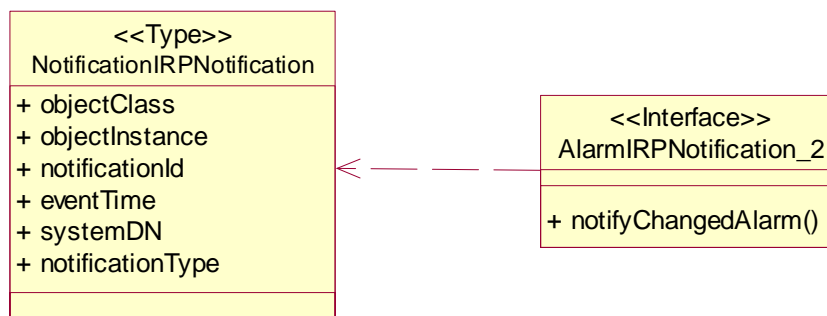 <<Type>>
NotificationIRPNotification
+ objectClass
+ objectInstance
+ notificationId
+ eventTime
+ systemDN
+ notificationType
<<Interface>>
AlarmIRPNotification_2
+ notifyChangedAlarm()